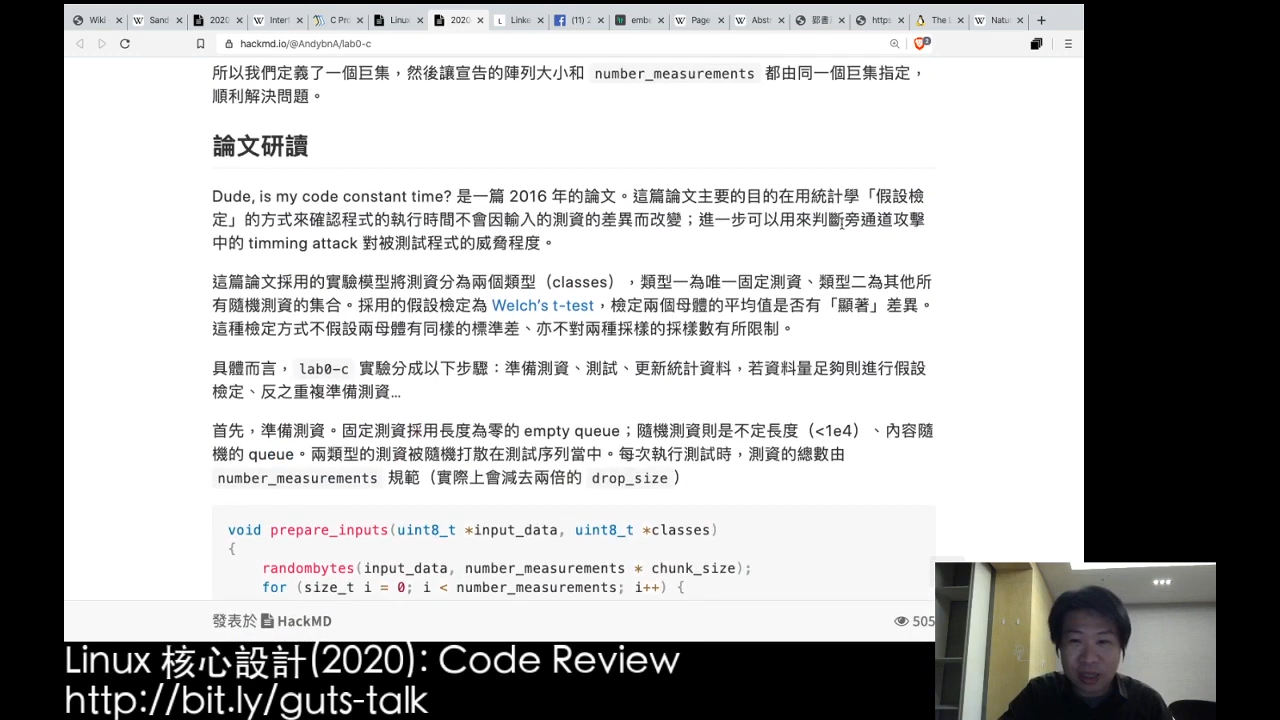 Wiki
Sand
2020
Interf
C Pro
Linux
2020
Linke
(11) 2
embe
Page
Abstr
https
The L
Natur
hackmd.io/@AndybnA/lab0-c
所以我們定義了一個巨集，然後讓宣告的陣列大小和 number_measurements 都由同一個巨集指定，
順利解決問題。
論文研讀
Dude, is my code constant time? 是一篇 2016 年的論文。這篇論文主要的目的在用統計學「假設檢
定」的方式來確認程式的執行時間不會因輸入的測資的差異而改變；進一步可以用來判斷旁通道攻擊
中的 timming attack 對被測試程式的威脅程度。
這篇論文採用的實驗模型將測資分為兩個類型（classes），類型一為唯一固定測資、類型二為其他所
有隨機測資的集合。採用的假設檢定為 Welch's t-test，檢定兩個母體的平均值是否有「顯著」差異。
這種檢定方式不假設兩母體有同樣的標準差、亦不對兩種採樣的採樣數有所限制。
具體而言， lab0-c 實驗分成以下步驟：準備測資、測試、更新統計資料，若資料量足夠則進行假設
檢定、反之重複準備測資...
首先，準備測資。固定測資採用長度為零的 empty queue；隨機測資則是不定長度（<1e4）、內容隨
機的 queue。兩類型的測資被隨機打散在測試序列當中。每次執行測試時，測資的總數由
number_measurements 規範（實際上會減去兩倍的 drop_size ）
void prepare_inputs(uint8_t *input_data, uint8_t *classes)
{
randombytes(input_data, number_measurements * chunk_size);
for (size_t i = 0; i < number_measurements; i++) {
發表於 HackMD
505
Linux 核心設計(2020): Code Review
http://bit.ly/guts-talk